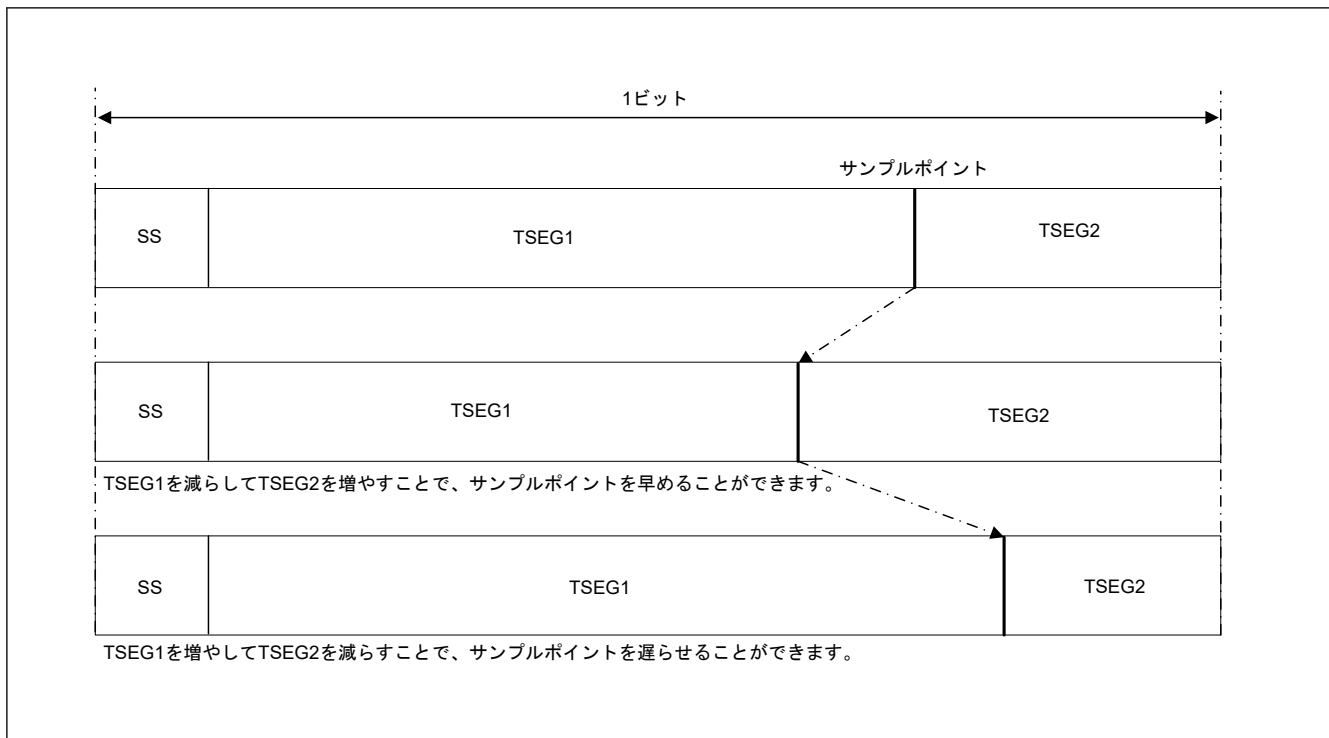 1ビット
サンプルポイント
SS
TSEG1
TSEG2
SS
TSEG1
TSEG2
TSEG1を減らしてTSEG2を増やすことで、サンプルポイントを早めることができます。
SS
TSEG1
TSEG2
TSEG1を増やしてTSEG2を減らすことで、サンプルポイントを遅らせることができます。